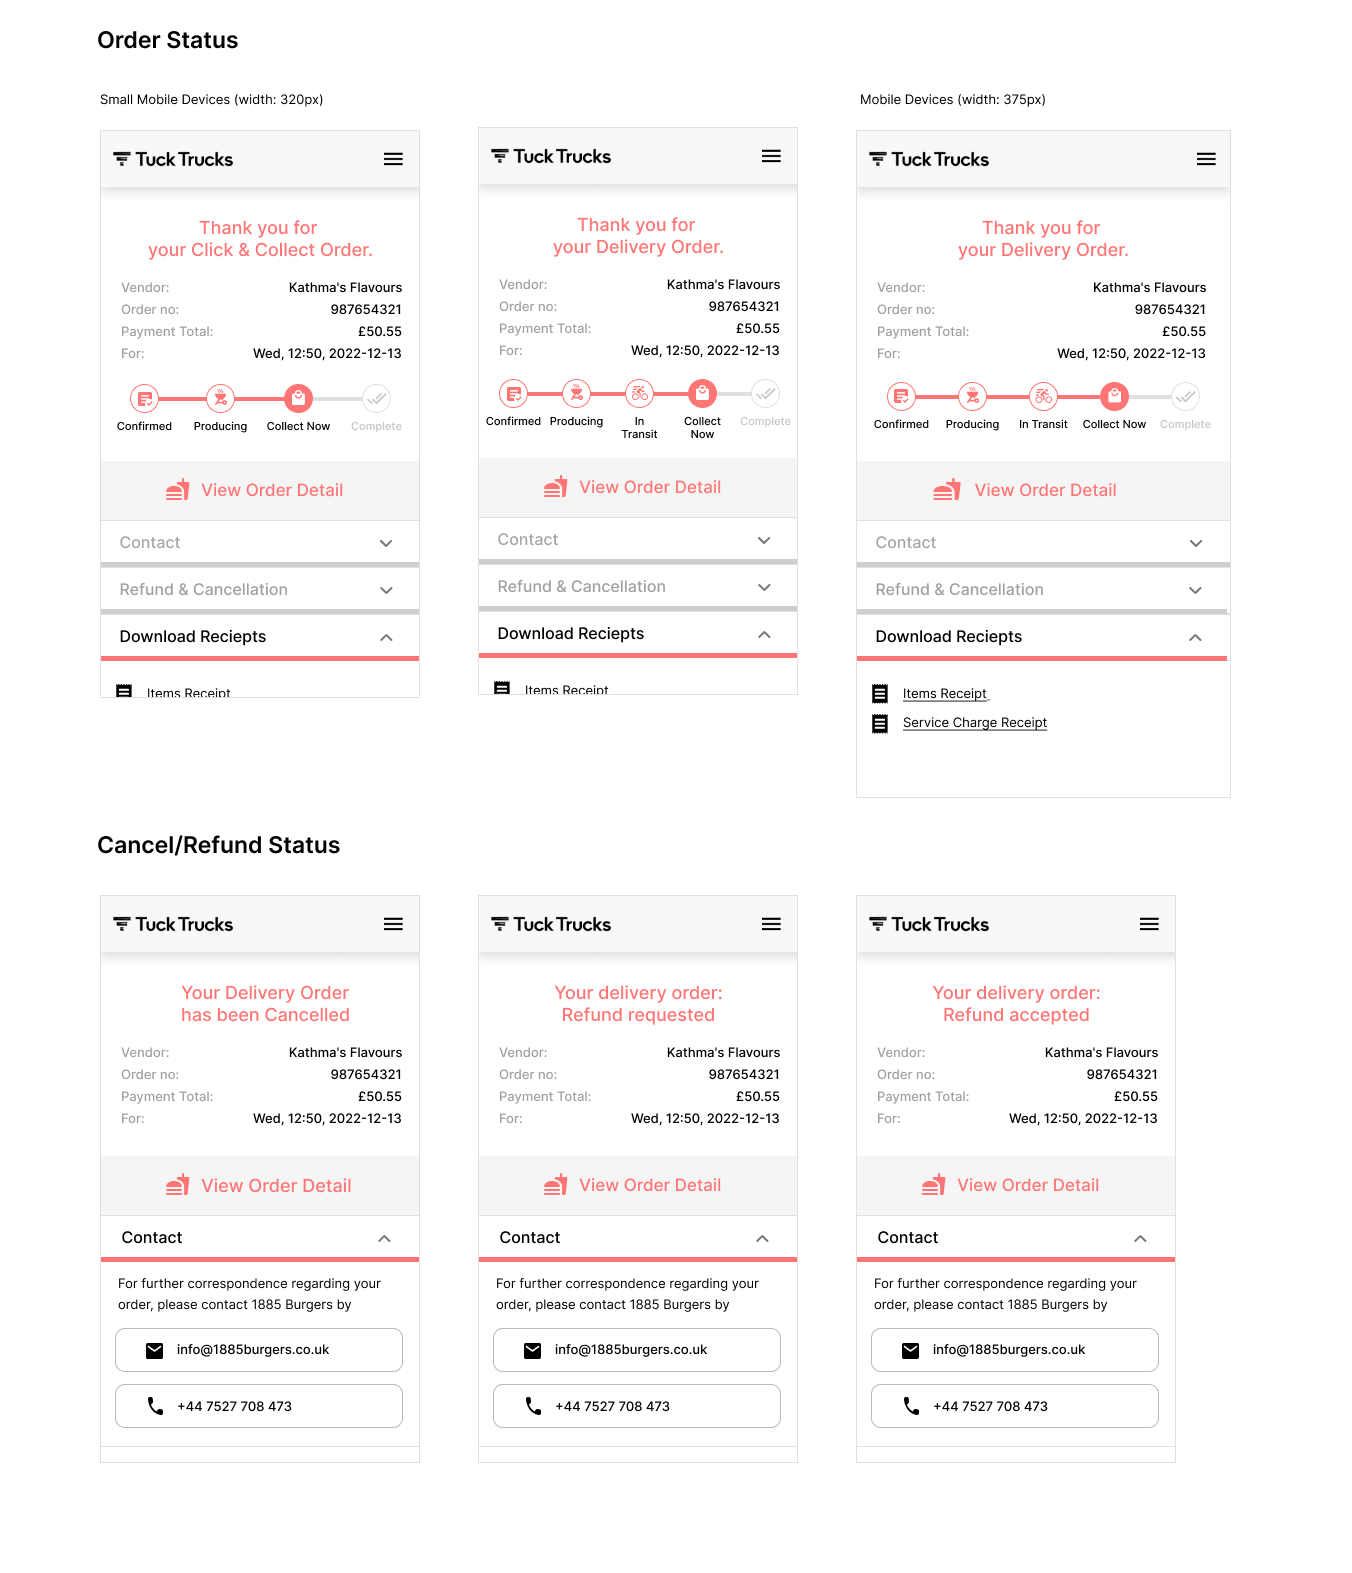 Order Status
Small Mobile Devices (width: 320px)
Mobile Devices (width: 375px)
Tuck Trucks
Thank you for
your Click & Collect Order.
Vendor: Kathma's Flavours
Order no: 987654321
Payment Total: £50.55
For: Wed, 12:50, 2022-12-13
Confirmed Producing Collect Now Complete
View Order Detail
Contact
Refund & Cancellation
Download Reciepts
Items Receipt
Tuck Trucks
Thank you for
your Delivery Order.
Vendor: Kathma's Flavours
Order no: 987654321
Payment Total: £50.55
For: Wed, 12:50, 2022-12-13
Confirmed Producing In Transit Collect Now Complete
View Order Detail
Contact
Refund & Cancellation
Download Reciepts
Items Receipt
Tuck Trucks
Thank you for
your Delivery Order.
Vendor: Kathma's Flavours
Order no: 987654321
Payment Total: £50.55
For: Wed, 12:50, 2022-12-13
Confirmed Producing In Transit Collect Now Complete
View Order Detail
Contact
Refund & Cancellation
Download Reciepts
Items Receipt
Service Charge Receipt
Cancel/Refund Status
Tuck Trucks
Your Delivery Order
has been Cancelled
Vendor: Kathma's Flavours
Order no: 987654321
Payment Total: £50.55
For: Wed, 12:50, 2022-12-13
View Order Detail
Contact
For further correspondence regarding your
order, please contact 1885 Burgers by
info@1885burgers.co.uk
+44 7527 708 473
Tuck Trucks
Your delivery order:
Refund requested
Vendor: Kathma's Flavours
Order no: 987654321
Payment Total: £50.55
For: Wed, 12:50, 2022-12-13
View Order Detail
Contact
For further correspondence regarding your
order, please contact 1885 Burgers by
info@1885burgers.co.uk
+44 7527 708 473
Tuck Trucks
Your delivery order:
Refund accepted
Vendor: Kathma's Flavours
Order no: 987654321
Payment Total: £50.55
For: Wed, 12:50, 2022-12-13
View Order Detail
Contact
For further correspondence regarding your
order, please contact 1885 Burgers by
info@1885burgers.co.uk
+44 7527 708 473